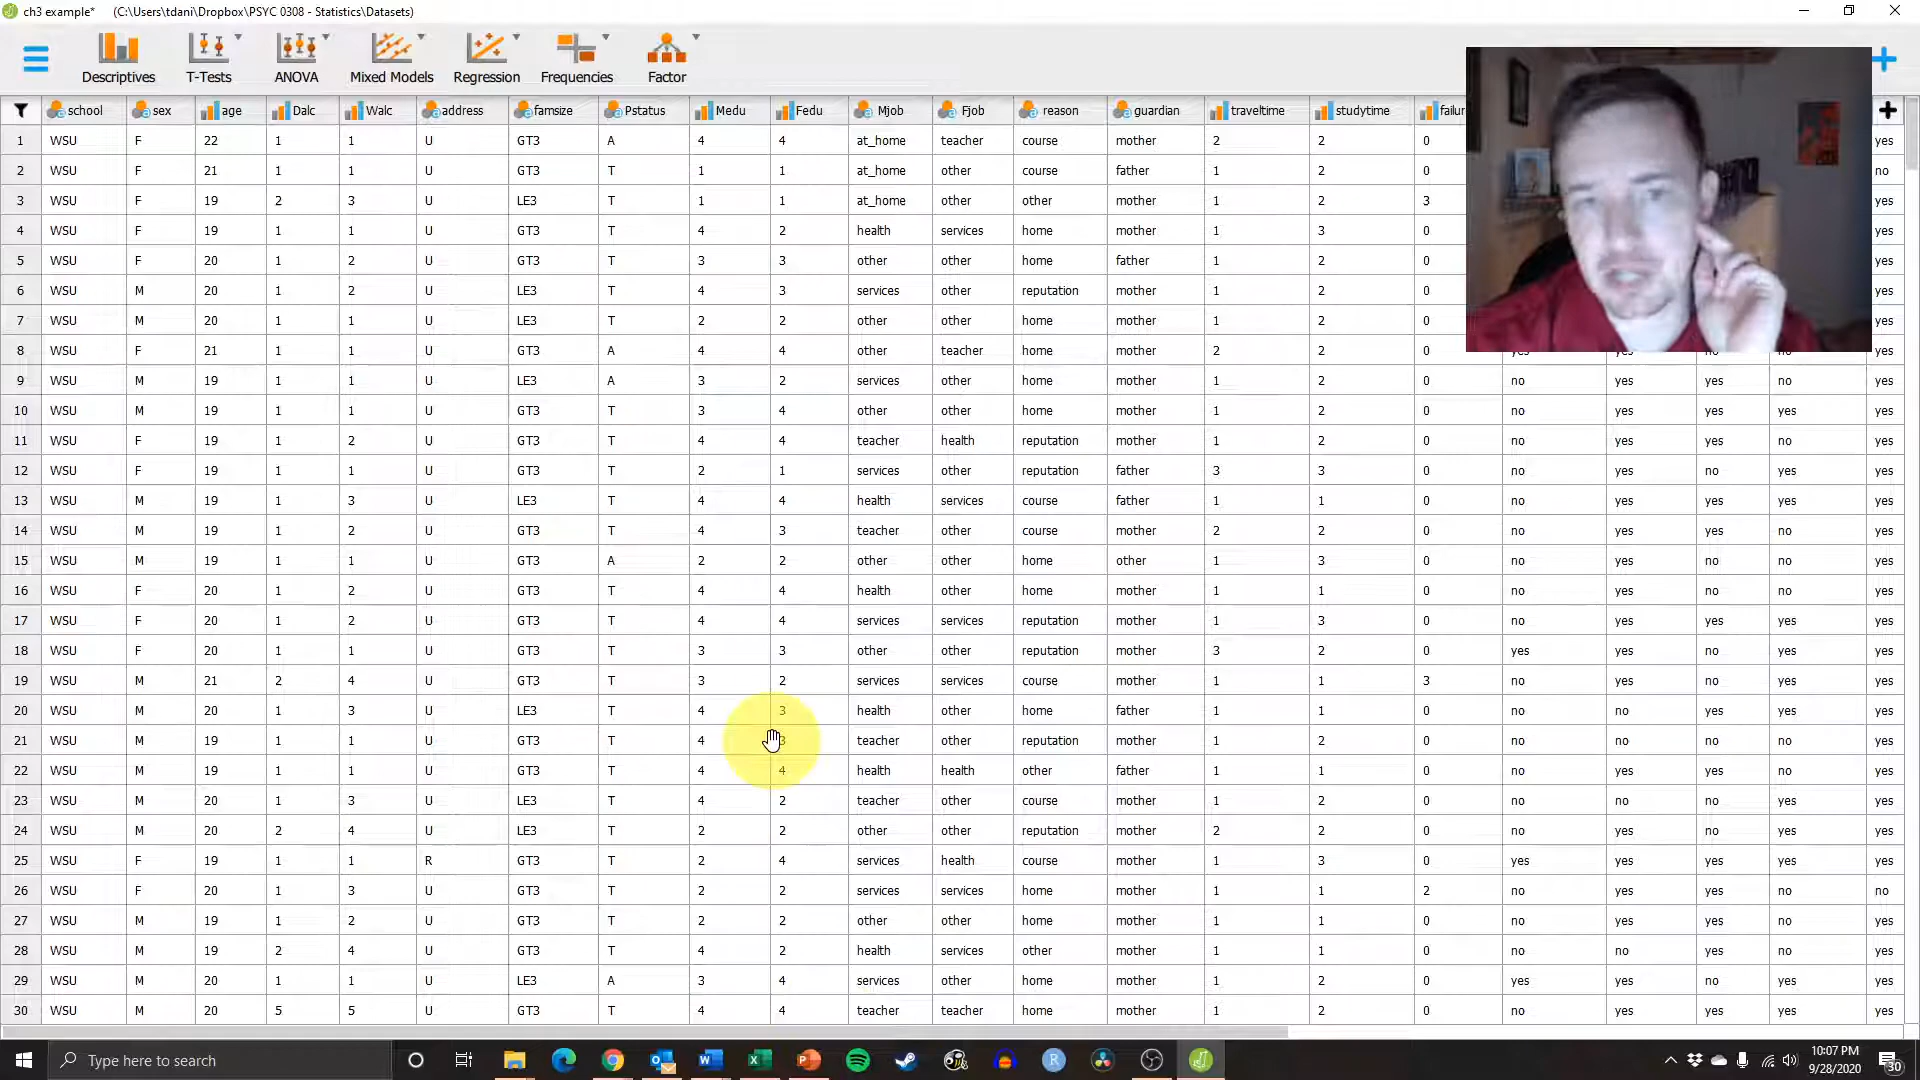 ch3 example* (C:\Users\tdani\Dropbox\PSYC 0308 - Statistics\Datasets)
Descriptives T-Tests ANOVA Mixed Models Regression Frequencies Factor
school sex age Dalc Walc address famsize Pstatus Medu Fedu Mjob Fjob reason guardian traveltime studytime failur
1 WSU F 22 1 1 U GT3 A 4 4 at_home teacher course mother 2 2 0 yes
2 WSU F 21 1 1 U GT3 T 1 1 at_home other course father 1 2 0 no
3 WSU F 19 2 3 U LE3 T 1 1 at_home other other mother 1 2 3 yes
4 WSU F 19 1 1 U GT3 T 4 2 health services home mother 1 3 0 yes
5 WSU F 20 1 2 U GT3 T 3 3 other other home father 1 2 0 yes
6 WSU M 20 1 2 U LE3 T 4 3 services other reputation mother 1 2 0 yes
7 WSU M 20 1 1 U LE3 T 2 2 other other home mother 1 2 0 yes
8 WSU F 21 1 1 U GT3 A 4 4 other teacher home mother 2 2 0 yes yes no no yes
9 WSU M 19 1 1 U LE3 A 3 2 services other home mother 1 2 0 no yes yes no yes
10 WSU M 19 1 1 U GT3 T 3 4 other other home mother 1 2 0 no yes yes yes yes
11 WSU F 19 1 2 U GT3 T 4 4 teacher health reputation mother 1 2 0 no yes yes no yes
12 WSU F 19 1 1 U GT3 T 2 1 services other reputation father 3 3 0 no yes no yes yes
13 WSU M 19 1 3 U LE3 T 4 4 health services course father 1 1 0 no yes yes yes yes
14 WSU M 19 1 2 U GT3 T 4 3 teacher other course mother 2 2 0 no yes yes no yes
15 WSU M 19 1 1 U GT3 A 2 2 other other home other 1 3 0 no yes yes no yes
16 WSU F 20 1 2 U GT3 T 4 4 health other home mother 1 1 0 no yes no no yes
17 WSU F 20 1 2 U GT3 T 4 4 services services reputation mother 1 3 0 no yes yes yes yes
18 WSU F 20 1 1 U GT3 T 3 3 other other reputation mother 3 2 0 yes yes no yes yes
19 WSU M 21 2 4 U GT3 T 3 2 services services course mother 1 1 3 no yes no yes yes
20 WSU M 20 1 3 U LE3 T 4 3 health other home father 1 1 0 no no yes yes yes
21 WSU M 19 1 1 U GT3 T 4 3 teacher other reputation mother 1 2 0 no no no no yes
22 WSU M 19 1 1 U GT3 T 4 4 health health other father 1 1 0 no yes yes no yes
23 WSU M 20 1 3 U LE3 T 4 2 teacher other course mother 1 2 0 no no no yes yes
24 WSU M 20 2 4 U LE3 T 2 2 other other reputation mother 2 2 0 no yes no yes yes
25 WSU F 19 1 1 R GT3 T 2 4 services health course mother 1 3 0 yes yes yes yes yes
26 WSU F 20 1 3 U GT3 T 2 2 services services home mother 1 1 2 no yes yes no no
27 WSU M 19 1 2 U GT3 T 2 2 other other home mother 1 1 0 no yes yes no yes
28 WSU M 19 2 4 U GT3 T 4 2 health services other mother 1 1 0 no no yes no yes
29 WSU M 20 1 1 U LE3 A 3 4 services other home mother 1 2 0 yes yes no yes yes
30 WSU M 20 5 5 U GT3 T 4 4 teacher teacher home mother 1 2 0 no yes yes yes yes
Type here to search
10:07 PM
9/28/2020
30